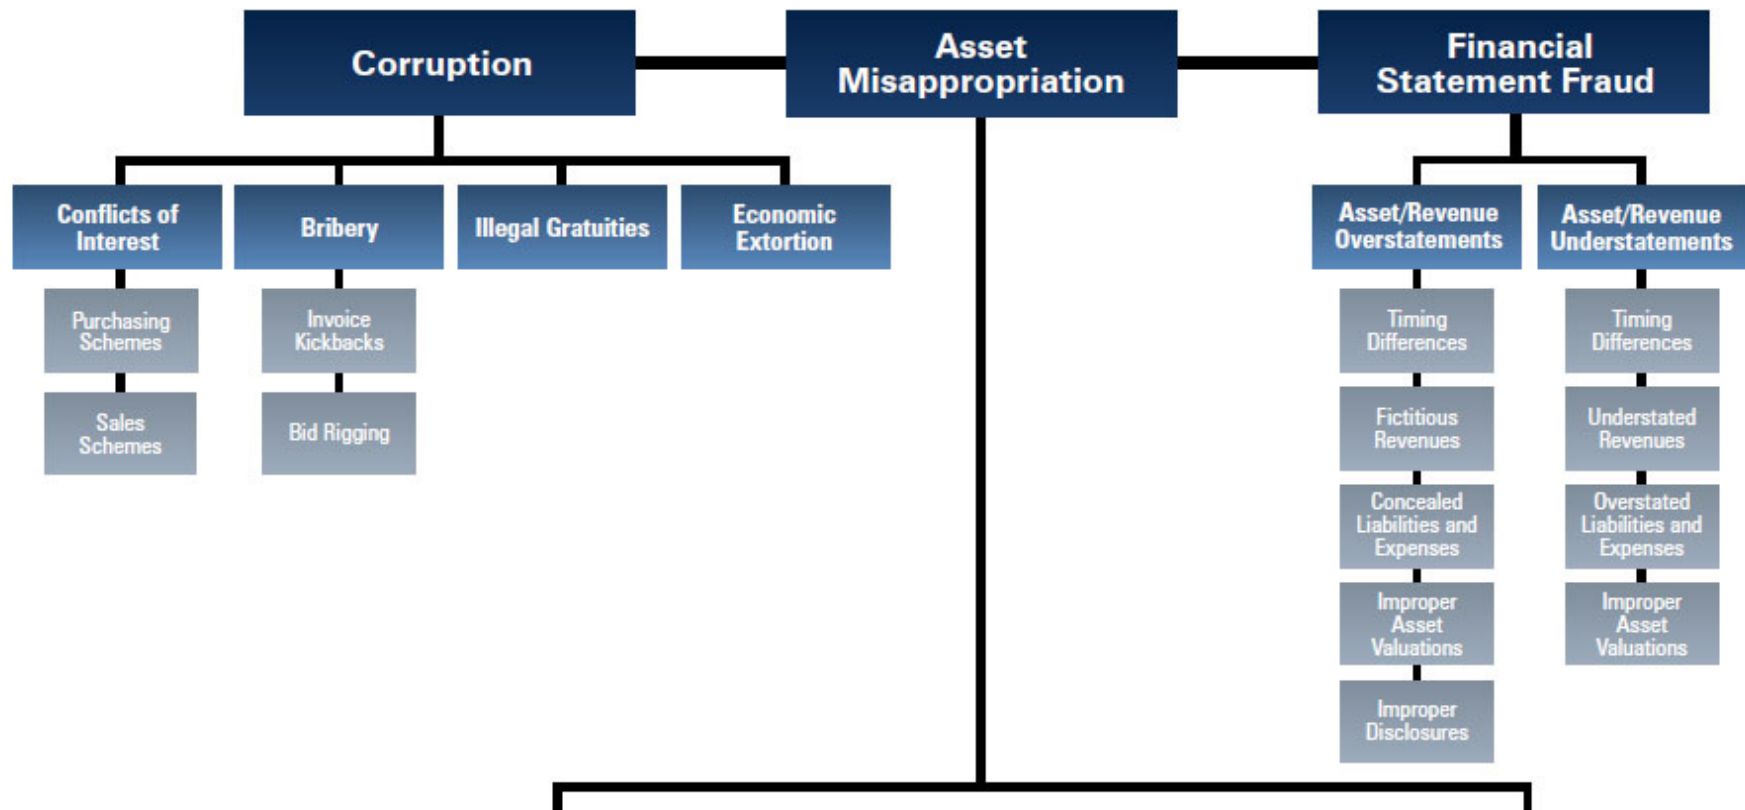 Corruption
Asset
Misappropriation
Financial
Statement Fraud
Conflicts of
Interest
Bribery
Illegal Gratuities
Economic
Extortion
Asset/Revenue
Overstatements
Asset/Revenue
Understatements
Purchasing
Schemes
Sales
Schemes
Invoice
Kickbacks
Bid Rigging
Timing
Differences
Fictitious
Revenues
Concealed
Liabilities and
Expenses
Improper
Asset
Valuations
Improper
Disclosures
Timing
Differences
Understated
Revenues
Overstated
Liabilities and
Expenses
Improper
Asset
Valuations